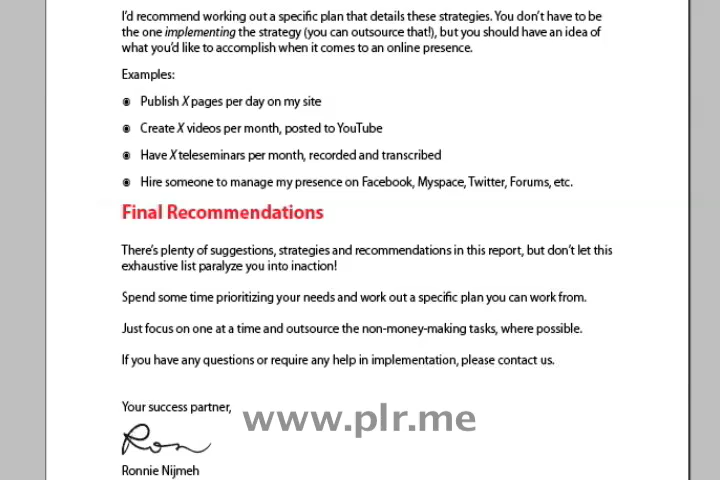 I'd recommend working out a specific plan that details these strategies. You don't have to be
the one implementing the strategy (you can outsource that!), but you should have an idea of
what you'd like to accomplish when it comes to an online presence.
Examples:
Publish X pages per day on my site
Create X videos per month, posted to YouTube
Have X teleseminars per month, recorded and transcribed
Hire someone to manage my presence on Facebook, Myspace, Twitter, Forums, etc.
Final Recommendations
There's plenty of suggestions, strategies and recommendations in this report, but don't let this
exhaustive list paralyze you into inaction!
Spend some time prioritizing your needs and work out a specific plan you can work from.
Just focus on one at a time and outsource the non-money-making tasks, where possible.
If you have any questions or require any help in implementation, please contact us.
Your success partner,
www.plr.me
Ron
Ronnie Nijmeh